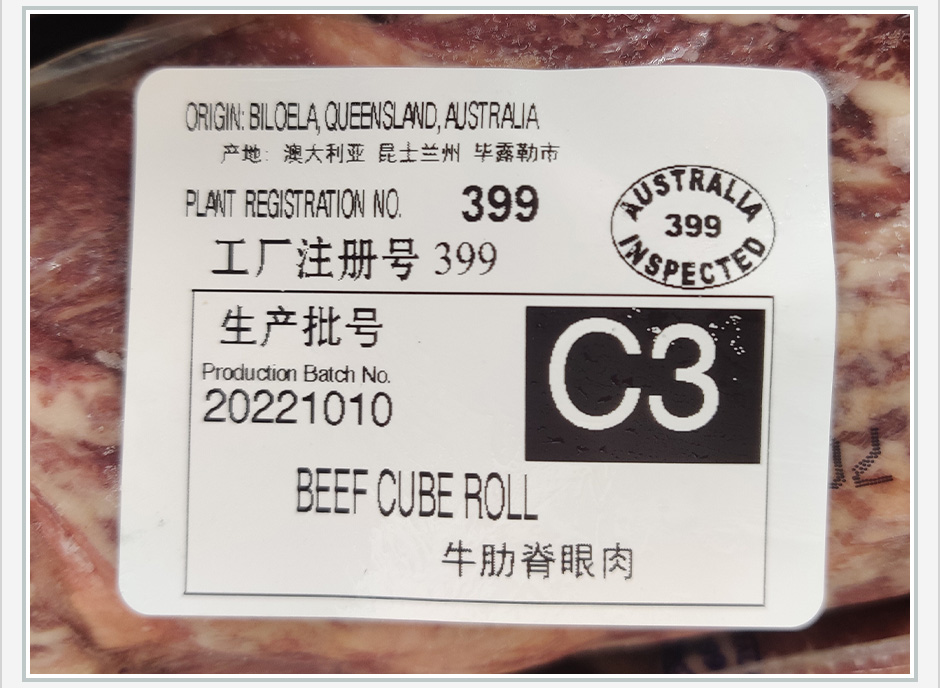 ORIGIN: BILOELA, QUEENSLAND, AUSTRALIA
产地: 澳大利亚 昆士兰州 毕露勒市
PLANT REGISTRATION NO. 399
工厂注册号 399
AUSTRALIA
399
INSPECTED
生产批号
Production Batch No.
20221010
C3
BEEF CUBE ROLL
牛肋脊眼肉